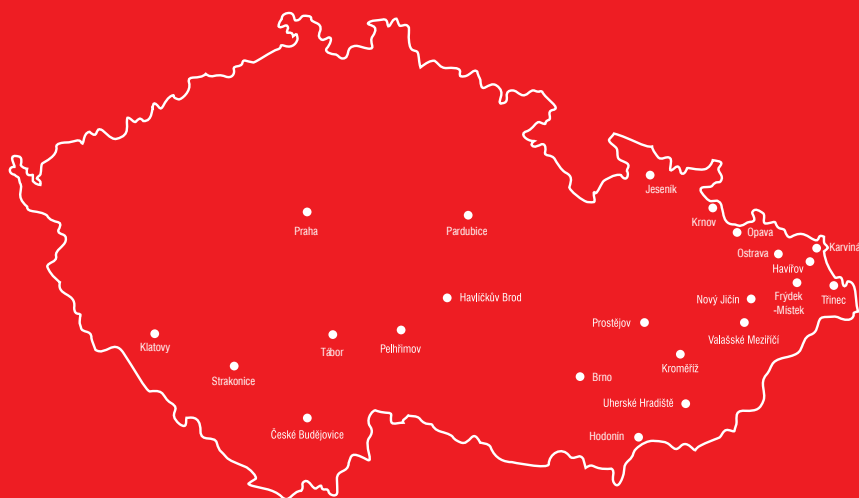 Jeseník
Krnov
Praha
Pardubice
Opava
Karviná
Ostrava
Havířov
Havlíčkův Brod
Nový Jičín
Frýdek
-Místek
Třinec
Prostějov
Valašské Meziříčí
Klatovy
Tábor
Pelhřimov
Kroměříž
Strakonice
Brno
Uherské Hradiště
České Budějovice
Hodonín